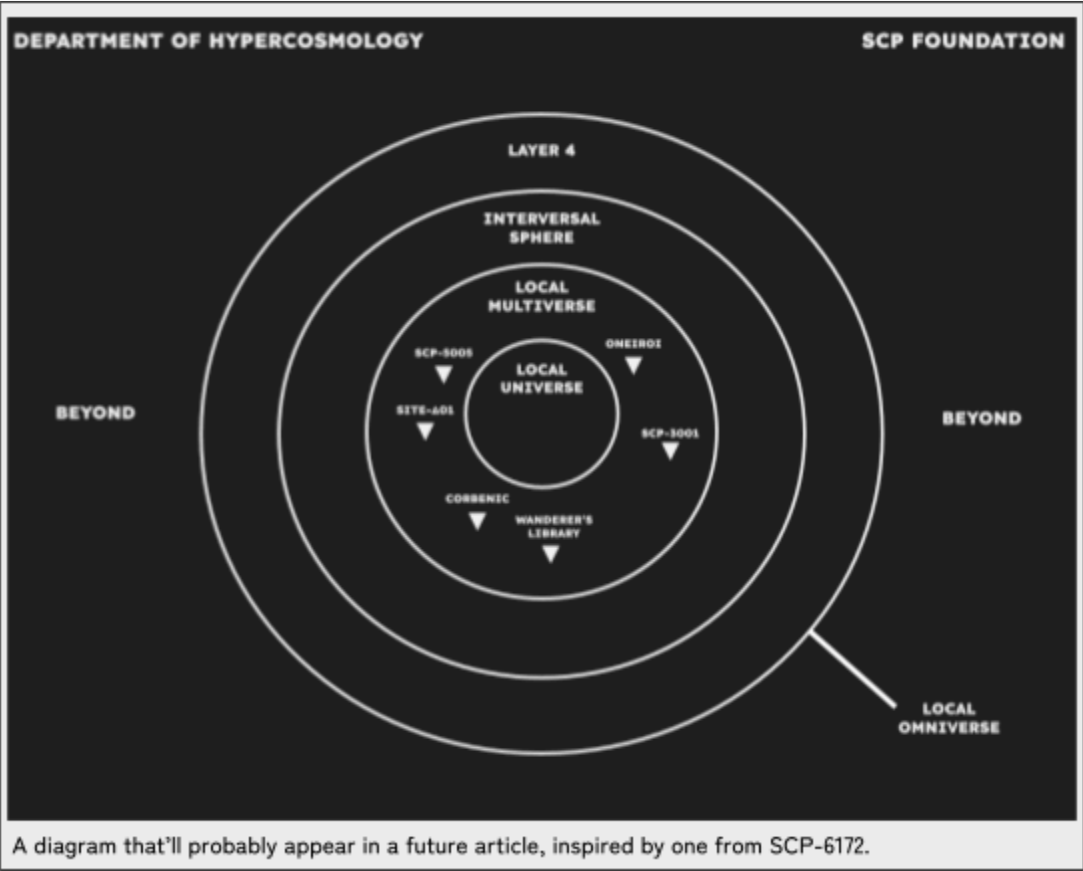 DEPARTMENT OF HYPERCOSMOLOGY
SCP FOUNDATION
LAYER 4
INTERVERSAL
SPHERE
LOCAL
MULTIVERSE
SCP-5005
ONEIROI
LOCAL
UNIVERSE
SITE-Δ01
SCP-3001
BEYOND
BEYOND
CORBENIC
WANDERER'S
LIBRARY
LOCAL
OMNIVERSE
A diagram that'll probably appear in a future article, inspired by one from SCP-6172.